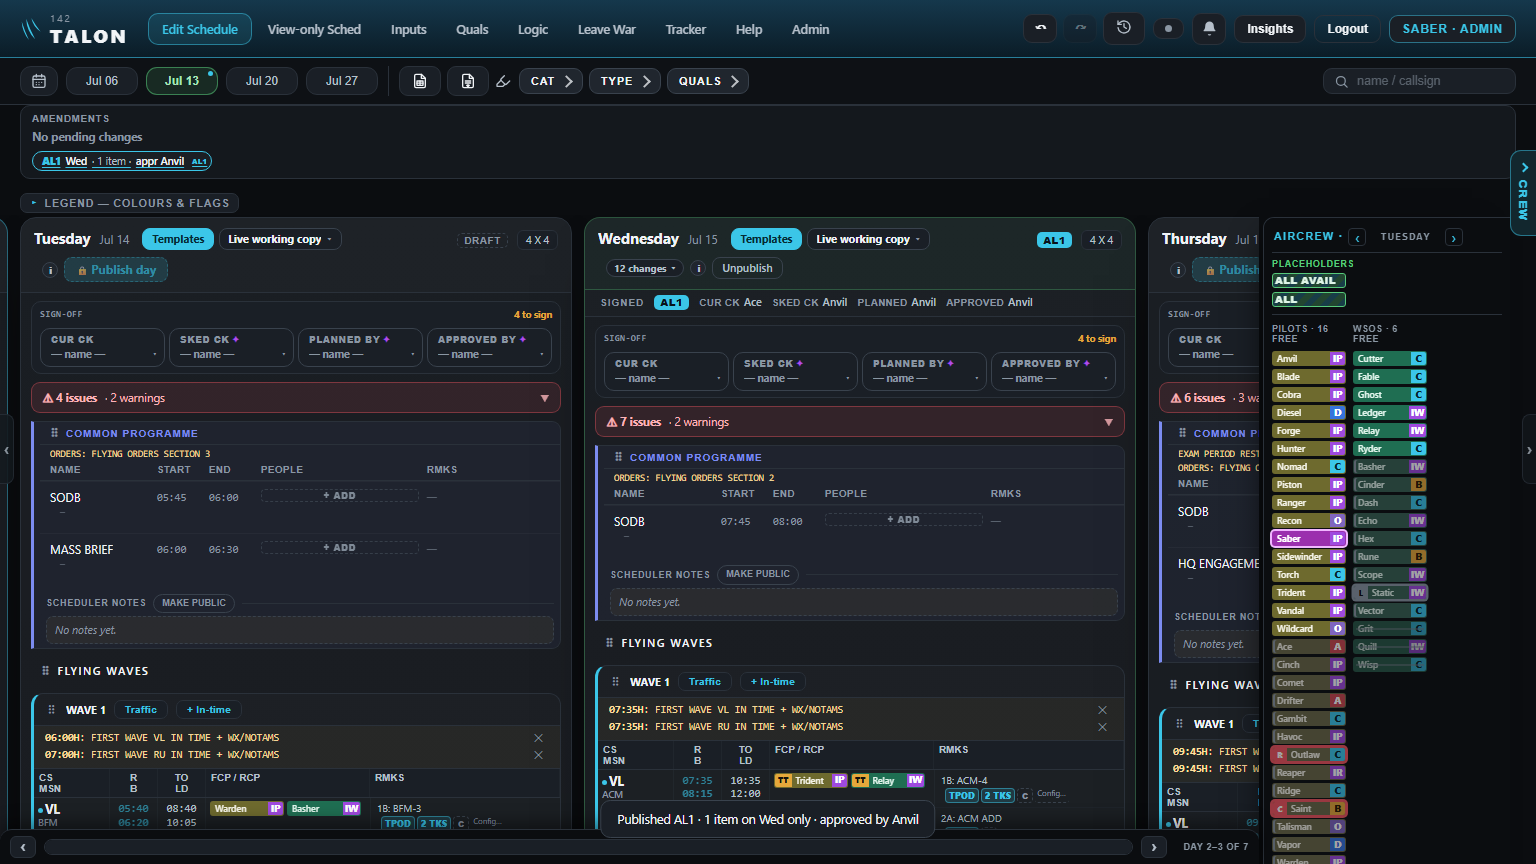 142
TALON
Edit Schedule
View-only Sched
Inputs
Quals
Logic
Leave War
Tracker
Help
Admin
Insights
Logout
SABER · ADMIN
Jul 06
Jul 13
Jul 20
Jul 27
CAT
TYPE
QUALS
name / callsign
AMENDMENTS
No pending changes
AL1 Wed · 1 item · appr Anvil AL1
LEGEND — COLOURS & FLAGS
CREW
Tuesday Jul 14 Templates Live working copy DRAFT 4 X 4
i Publish day
SIGN-OFF 4 to sign
CUR CK SKED CK PLANNED BY APPROVED BY
— name — — name — — name — — name —
4 issues · 2 warnings
COMMON PROGRAMME
ORDERS: FLYING ORDERS SECTION 3
NAME START END PEOPLE RMKS
SODB 05:45 06:00 + ADD —
–
MASS BRIEF 06:00 06:30 + ADD —
–
SCHEDULER NOTES MAKE PUBLIC
No notes yet.
FLYING WAVES
WAVE 1 Traffic + In-time
06:00H: FIRST WAVE VL IN TIME + WX/NOTAMS
07:00H: FIRST WAVE RU IN TIME + WX/NOTAMS
CS R TO FCP / RCP RMKS
MSN B LD
VL 05:40 08:40 Warden IP Basher IW 1B: BFM-3
BFM 06:20 10:05 TPOD 2 TKS C Config...
Wednesday Jul 15 Templates Live working copy AL1 4 X 4
12 changes i Unpublish
SIGNED AL1 CUR CK Ace SKED CK Anvil PLANNED Anvil APPROVED Anvil
SIGN-OFF 4 to sign
CUR CK SKED CK PLANNED BY APPROVED BY
— name — — name — — name — — name —
7 issues · 2 warnings
COMMON PROGRAMME
ORDERS: FLYING ORDERS SECTION 2
NAME START END PEOPLE RMKS
SODB 07:45 08:00 + ADD —
–
SCHEDULER NOTES MAKE PUBLIC
No notes yet.
FLYING WAVES
WAVE 1 Traffic + In-time
07:35H: FIRST WAVE VL IN TIME + WX/NOTAMS
07:35H: FIRST WAVE RU IN TIME + WX/NOTAMS
CS R TO FCP / RCP RMKS
MSN B LD
VL 07:35 10:35 TT Trident IP TT Relay IW 1B: ACM-4
ACM 08:15 12:00 TPOD 2 TKS C Config...
2A: ACM ADD
Published AL1 · 1 item on Wed only · approved by Anvil
Thursday Jul 1
i Publish
SIGN-OFF
CUR CK
— name —
6 issues · 3 wa
COMMON P
EXAM PERIOD REST
ORDERS: FLYING O
NAME
SODB
–
HQ ENGAGEME
–
SCHEDULER NOT
No notes yet.
FLYING WAV
WAVE 1 T
09:45H: FIRST W
09:45H: FIRST W
CS
MSN
VL 09
AIRCREW · TUESDAY
PLACEHOLDERS
ALL AVAIL
ALL
PILOTS · 16 FREE
Anvil IP
Blade IP
Cobra IP
Diesel D
Forge IP
Hunter IP
Nomad C
Piston IP
Ranger IP
Recon O
Saber IP
Sidewinder IP
Torch C
Trident IP
Vandal IP
Wildcard O
Ace A
Cinch IP
Comet IP
Drifter A
Gambit C
Havoc IP
R Outlaw C
Reaper IR
Ridge C
C Saint B
Talisman O
Vapor D
Warden IP
WSOS · 6 FREE
Cutter C
Fable C
Ghost C
Ledger IW
Relay IW
Ryder C
Basher IW
Cinder B
Dash C
Echo IW
Hex C
Rune B
Scope IW
L Static IW
Vector C
Grit C
Quill IW
Wisp C
DAY 2–3 OF 7